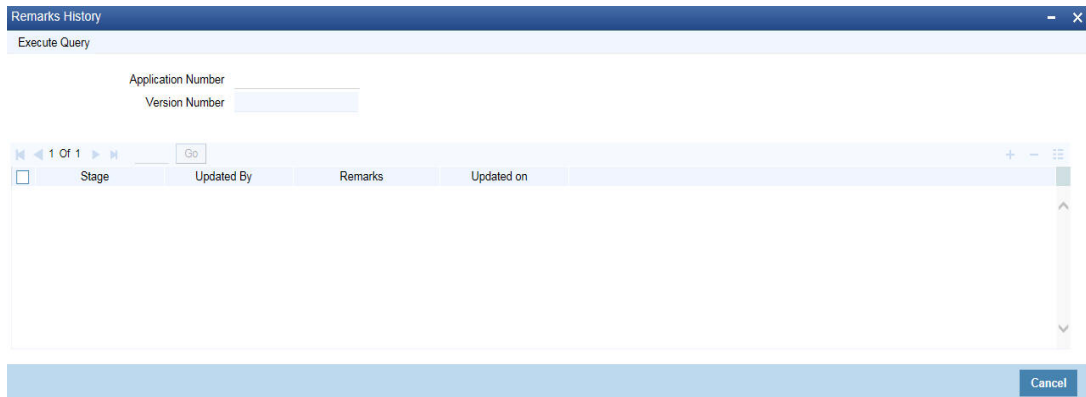 Remarks History
Execute Query
Application Number
Version Number
1 Of 1 Go
Stage Updated By Remarks Updated on
Cancel